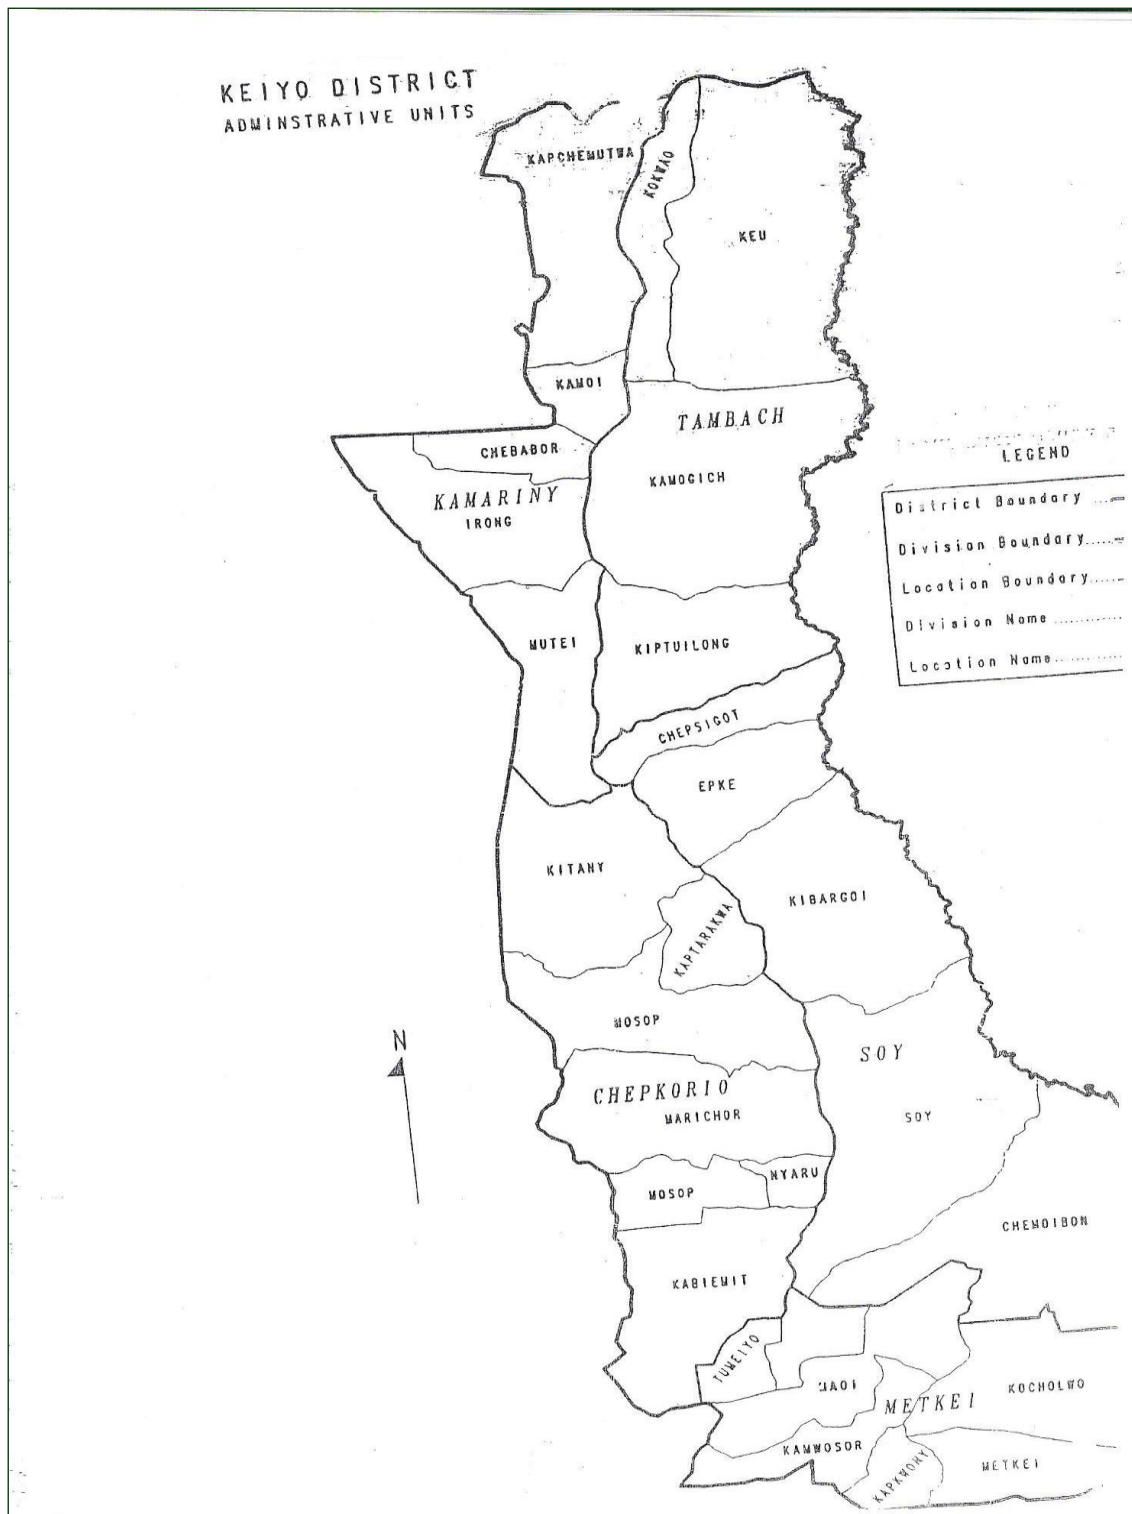 KEIYO DISTRICT
ADMINSTRATIVE UNITS
KAPCHEMUTWA
KOKWAO
KEU
KAMOI
TAMBACH
CHEBABOR
KAMOGICH
KAMARINY
IRONG
LEGEND
District Boundary ....
Division Boundary......
Location Boundary......
Division Name ............
Location Name............
MUTEI
KIPTUILONG
CHEPSIGOT
EPKE
KITANY
KIBARGOI
KAPTARAKWA
MOSOP
N
SOY
CHEPKORIO
MARICHOR
SOY
NYARU
MOSOP
CHEMOIBON
KABIEMIT
TUMEIYO
MAOI
KOCHOLWO
METKEI
KAMWOSOR
KAPKWONY
METKEI